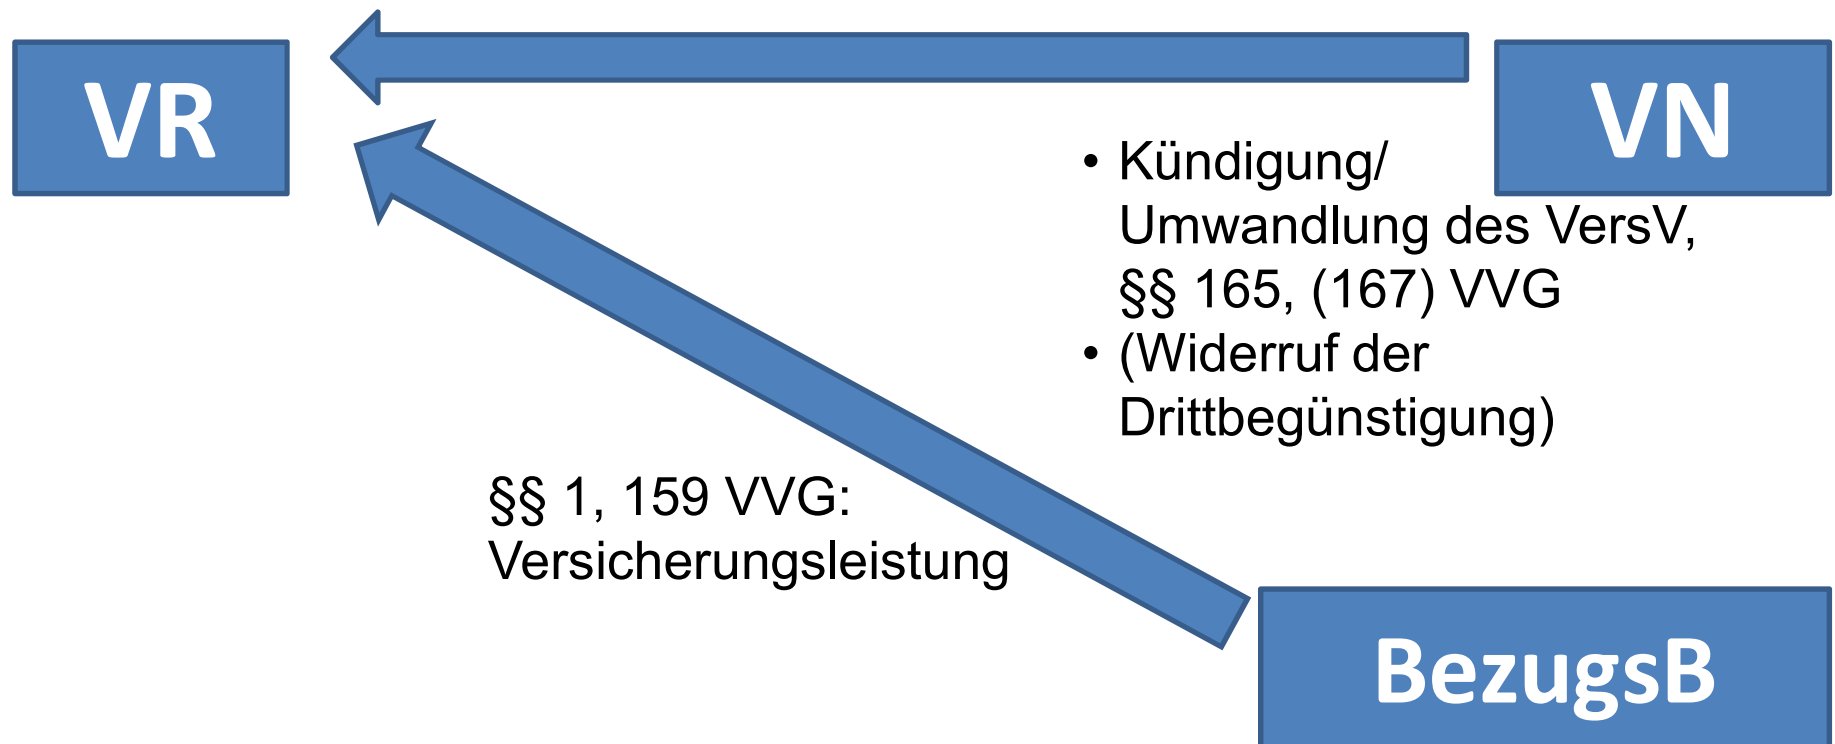 VR
VN
• Kündigung/
Umwandlung des VersV,
§§ 165, (167) VVG
• (Widerruf der
Drittbegünstigung)
§§ 1, 159 VVG:
Versicherungsleistung
BezugsB